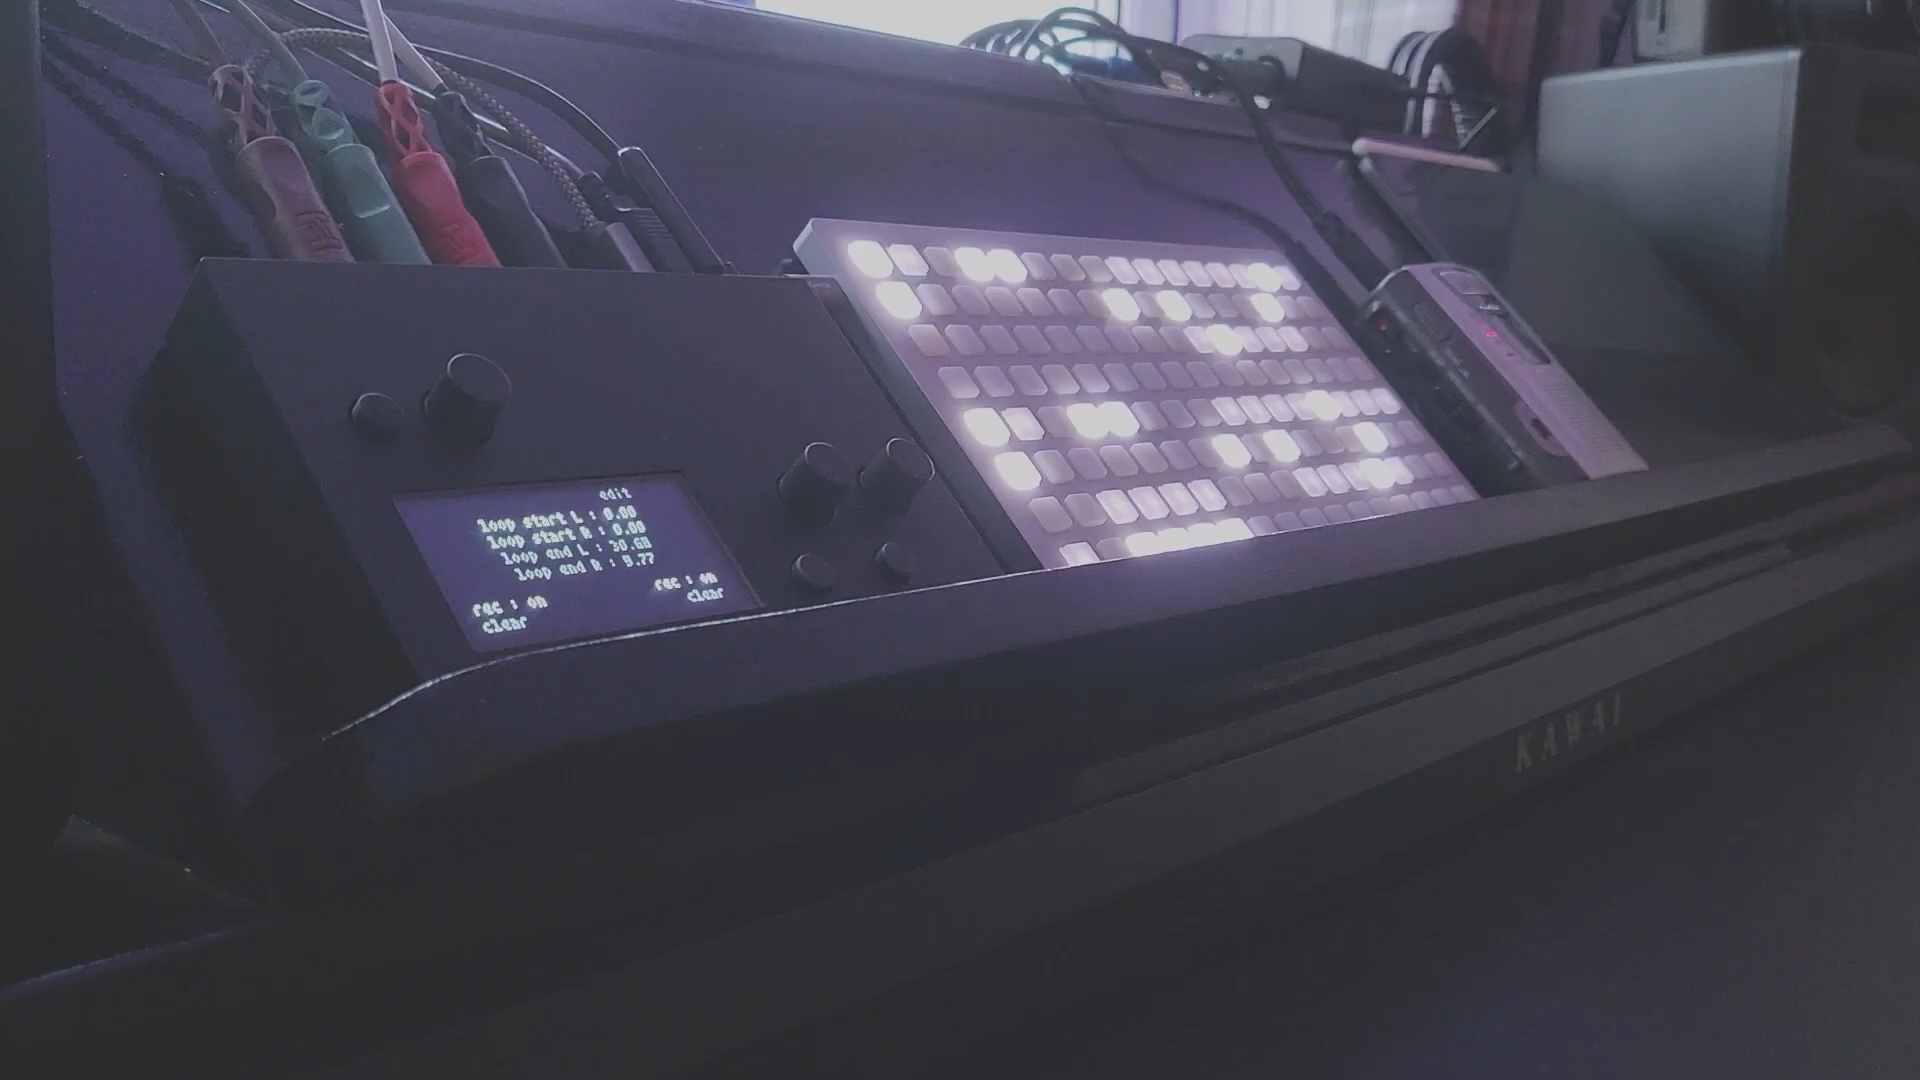 edit
loop start L : 0.00
loop start R : 0.00
loop end L : 30.68
loop end R : 9.77
rec : on
clear
rec : on
clear
KAWAI